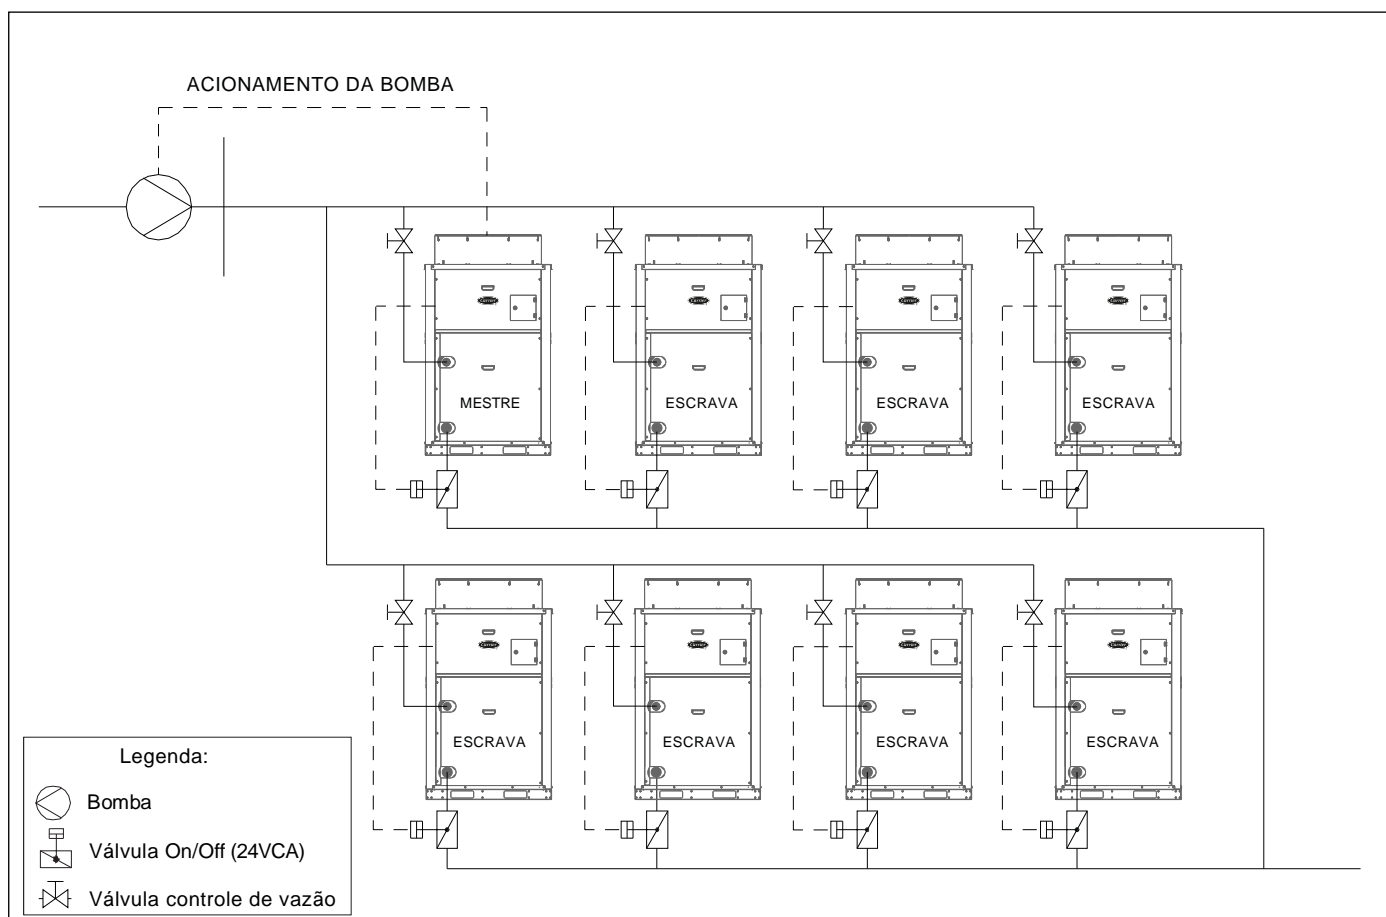 ACIONAMENTO DA BOMBA
MESTRE
ESCRAVA
ESCRAVA
ESCRAVA
ESCRAVA
ESCRAVA
ESCRAVA
ESCRAVA
Legenda:
Bomba
Válvula On/Off (24VCA)
Válvula controle de vazão